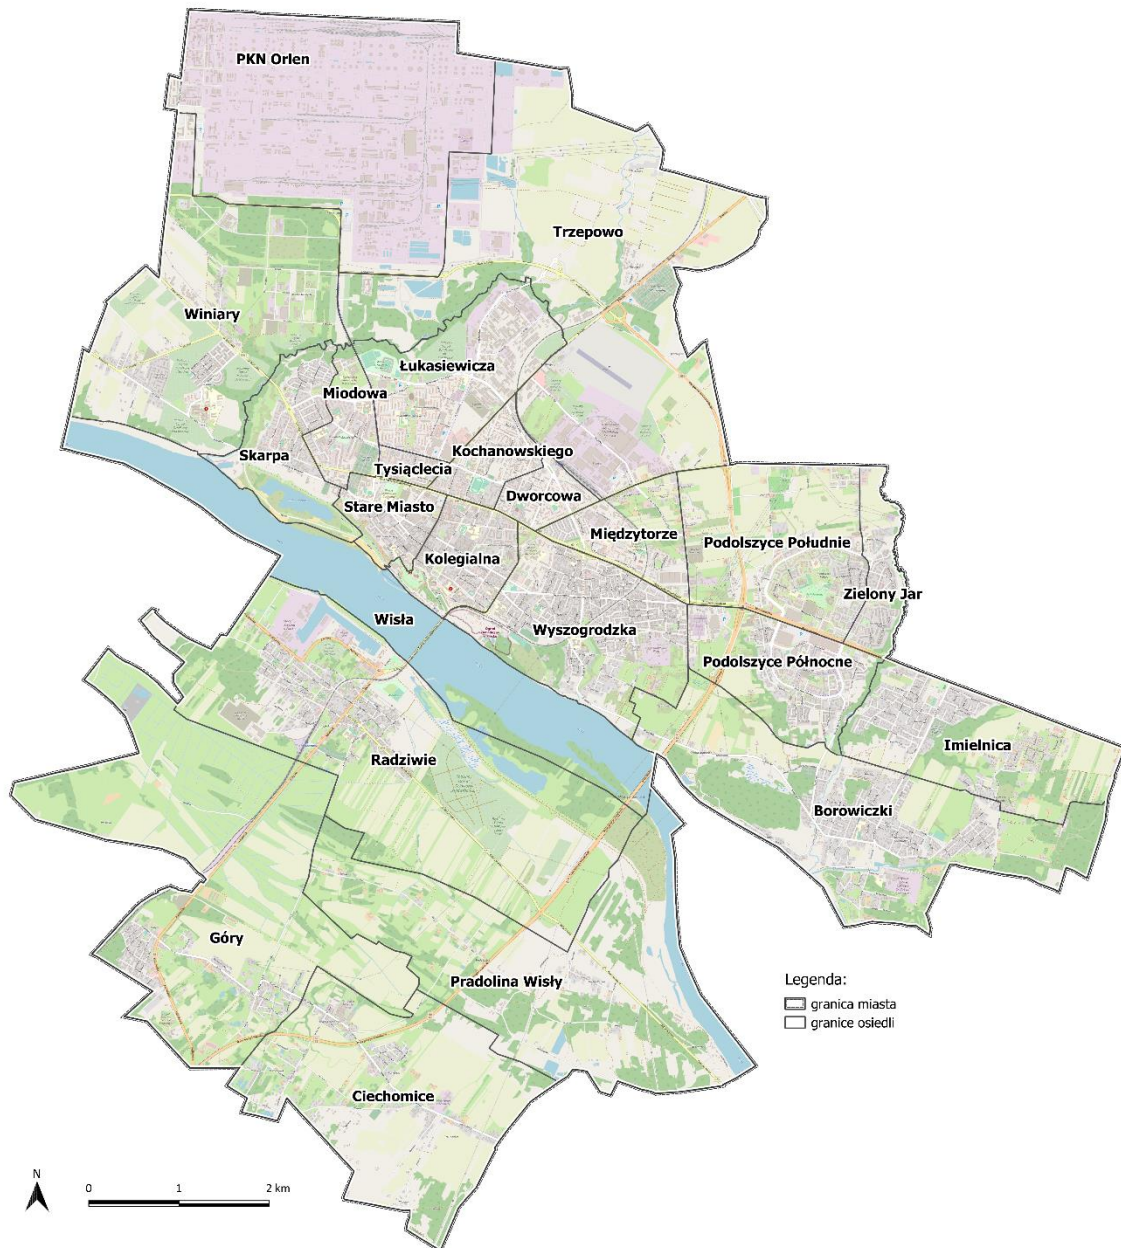 PKN Orlen
Trzepowo
Winiary
Łukasiewicza
Miodowa
Kochanowskiego
Skarpa
Tysiąclecia
Dworcowa
Stare Miasto
Międzytorze
Podolszyce Południe
Kolegialna
Zielony Jar
Wisła
Wyszogrodzka
Podolszyce Północne
Imielnica
Radziwie
Borowiczki
Góry
Pradolina Wisły
Legenda:
granica miasta
granice osiedli
Ciechomice
N
0 1 2 km